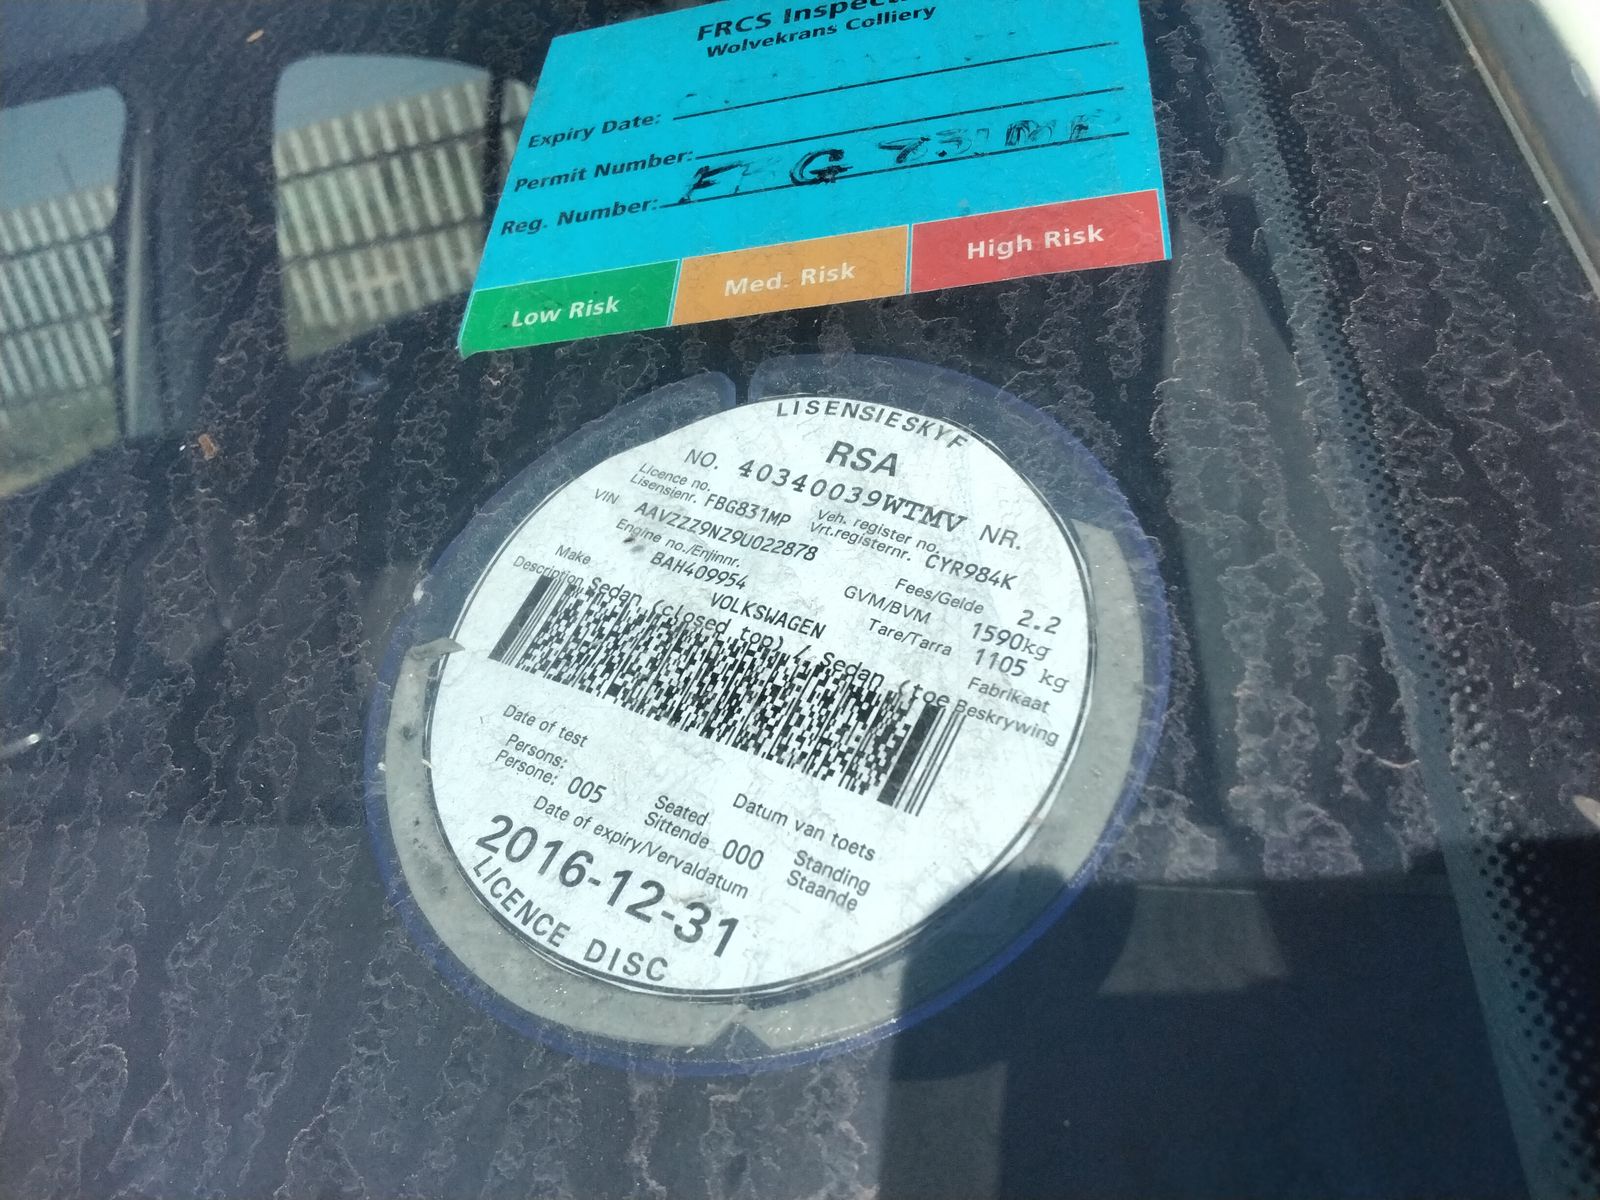 FRCS
Wolvekrans Colliery
Expiry Date:
Permit Number:
Reg. Number:
Low Risk
Med. Risk
High Risk
LISENSIESKYF
RSA
NO. 40340039WTMV NR.
Licence no.
Lisensienr. FBG831MP
Veh. register no.
Vrt.registernr. CYR984K
VIN AAVZZZ9NZ9U022878
Engine no./Enjinnr.
BAH409954
Fees/Gelde 2.2
GVM/BVM 1590kg
Tare/Tarra 1105 kg
Make VOLKSWAGEN Fabrikaat
Description Sedan (closed top) / Sedan (toe Beskrywing
Date of test Datum van toets
Persons:
Persone: 005
Seated
Sittende 000
Standing
Staande
Date of expiry/Vervaldatum
2016-12-31
LICENCE DISC